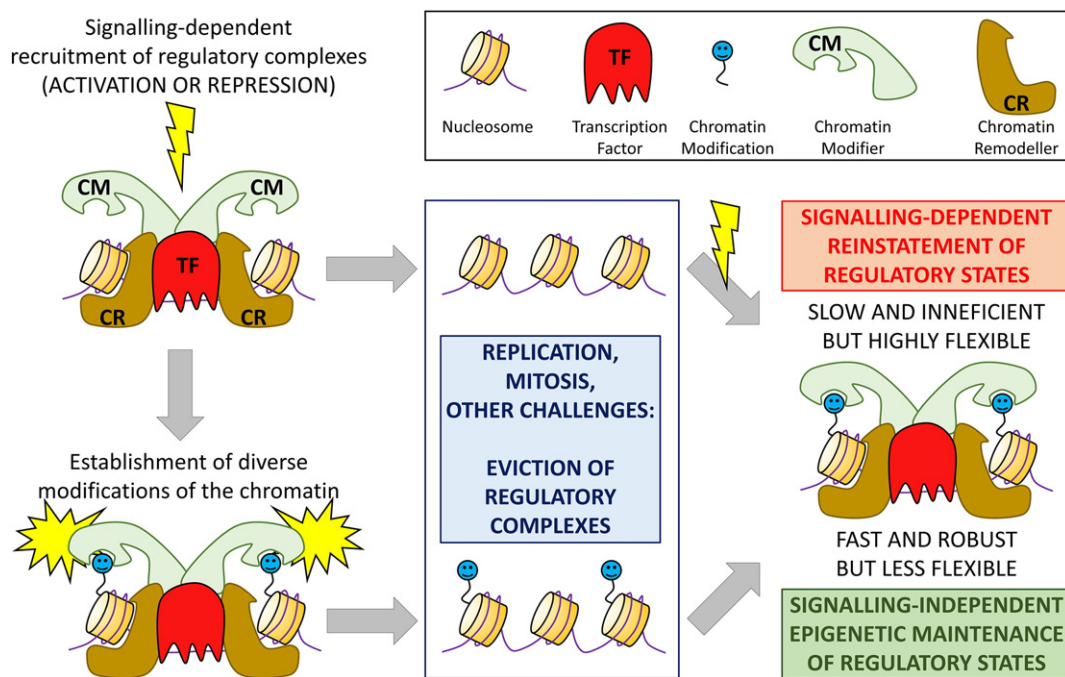 Signalling-dependent
recruitment of regulatory complexes
(ACTIVATION OR REPRESSION)
CM
CM
TF
CR
CR
TF
CM
CR
Nucleosome
Transcription
Factor
Chromatin
Modification
Chromatin
Modifier
Chromatin
Remodeller
Establishment of diverse
modifications of the chromatin
REPLICATION,
MITOSIS,
OTHER CHALLENGES:
EVICTION OF
REGULATORY
COMPLEXES
SIGNALLING-DEPENDENT
REINSTATEMENT OF
REGULATORY STATES
SLOW AND INNEFICIENT
BUT HIGHLY FLEXIBLE
FAST AND ROBUST
BUT LESS FLEXIBLE
SIGNALLING-INDEPENDENT
EPIGENETIC MAINTENANCE
OF REGULATORY STATES